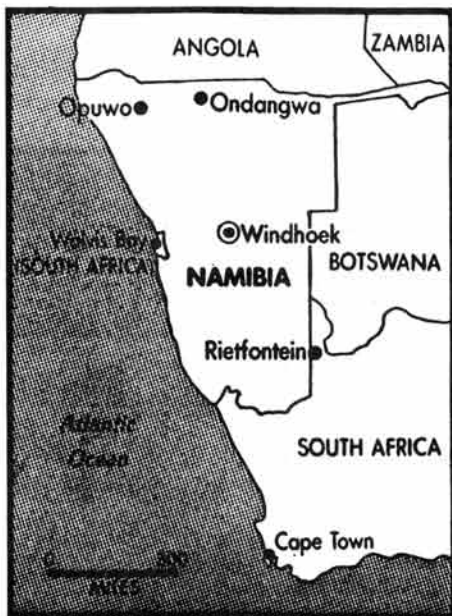 ANGOLA
ZAMBIA
Opuwo
Ondangwa
Walvis Bay
(SOUTH AFRICA)
Windhoek
BOTSWANA
NAMIBIA
Rietfontein
Atlantic
Ocean
SOUTH AFRICA
Cape Town
0 300
MILES